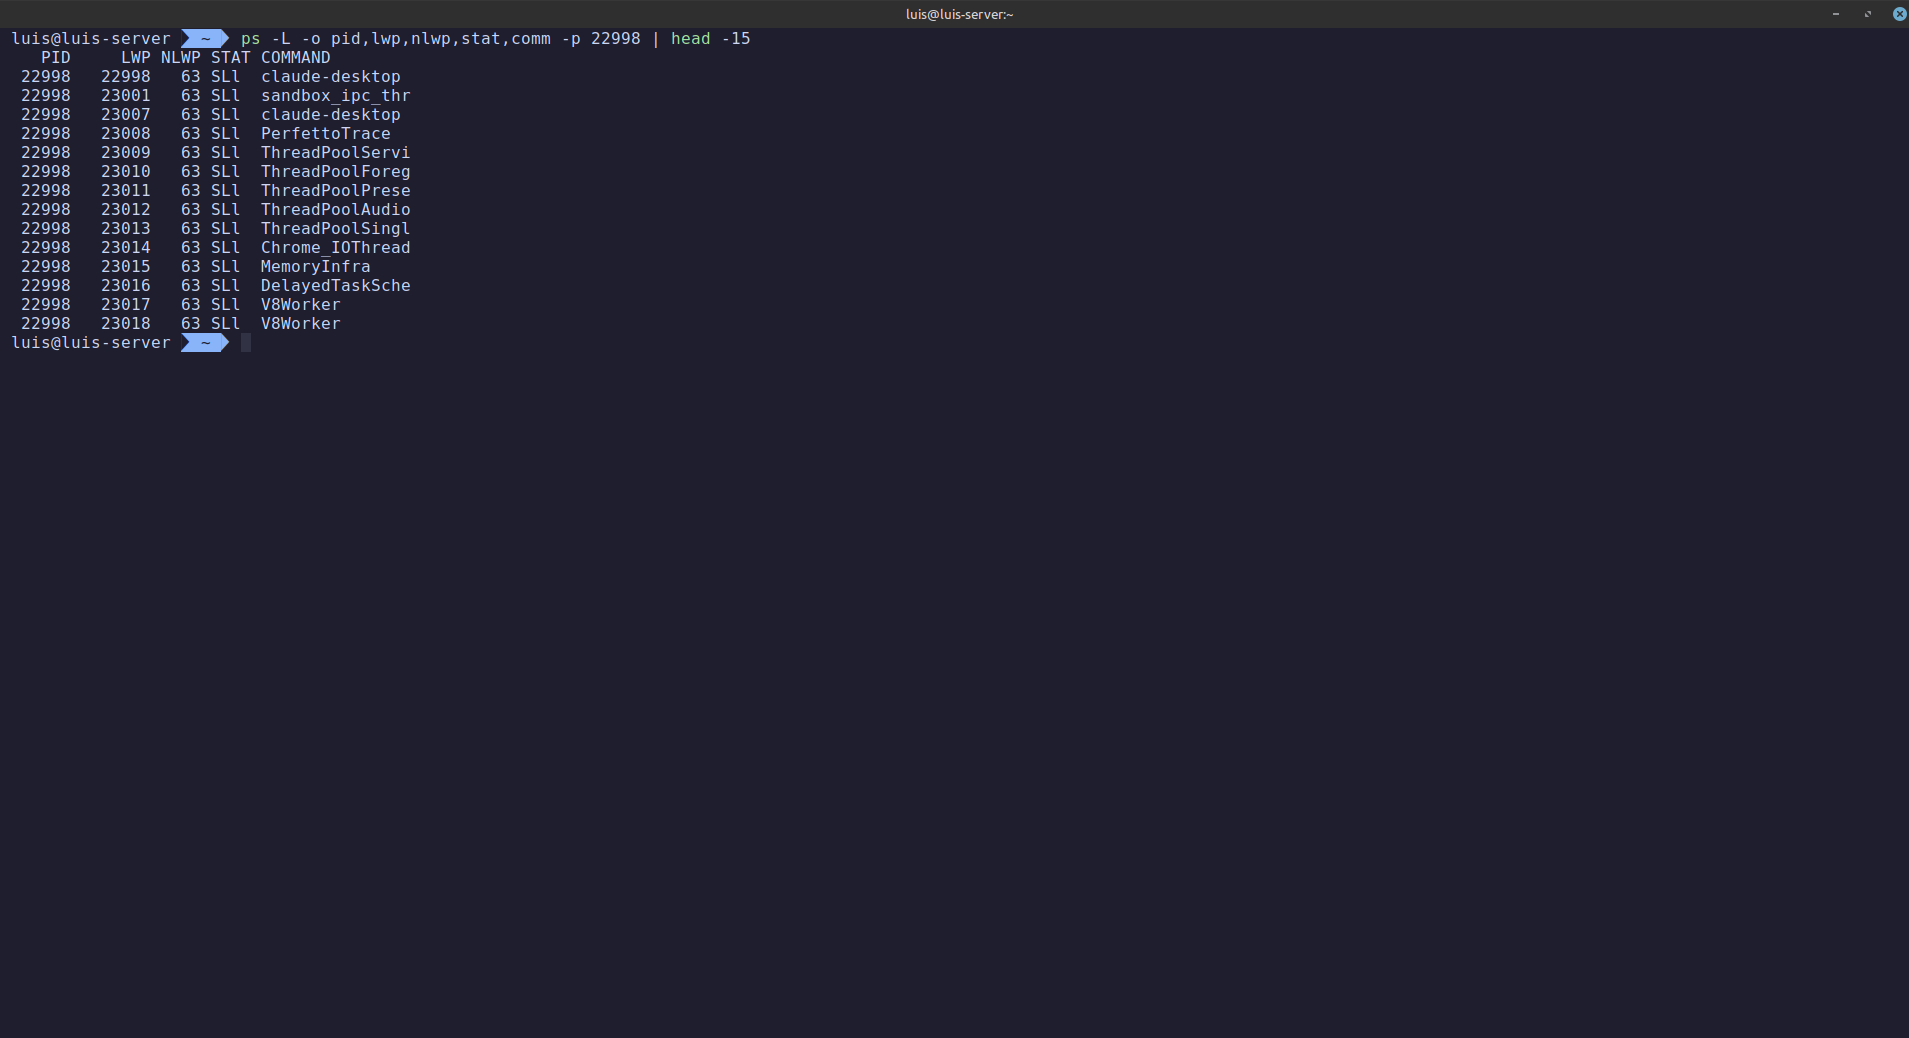 luis@luis-server:~
luis@luis-server ~ ps -L -o pid,lwp,nlwp,stat,comm -p 22998 | head -15
PID LWP NLWP STAT COMMAND
22998 22998 63 SLl claude-desktop
22998 23001 63 SLl sandbox_ipc_thr
22998 23007 63 SLl claude-desktop
22998 23008 63 SLl PerfettoTrace
22998 23009 63 SLl ThreadPoolServi
22998 23010 63 SLl ThreadPoolForeg
22998 23011 63 SLl ThreadPoolPrese
22998 23012 63 SLl ThreadPoolAudio
22998 23013 63 SLl ThreadPoolSingl
22998 23014 63 SLl Chrome_IOThread
22998 23015 63 SLl MemoryInfra
22998 23016 63 SLl DelayedTaskSche
22998 23017 63 SLl V8Worker
22998 23018 63 SLl V8Worker
luis@luis-server ~